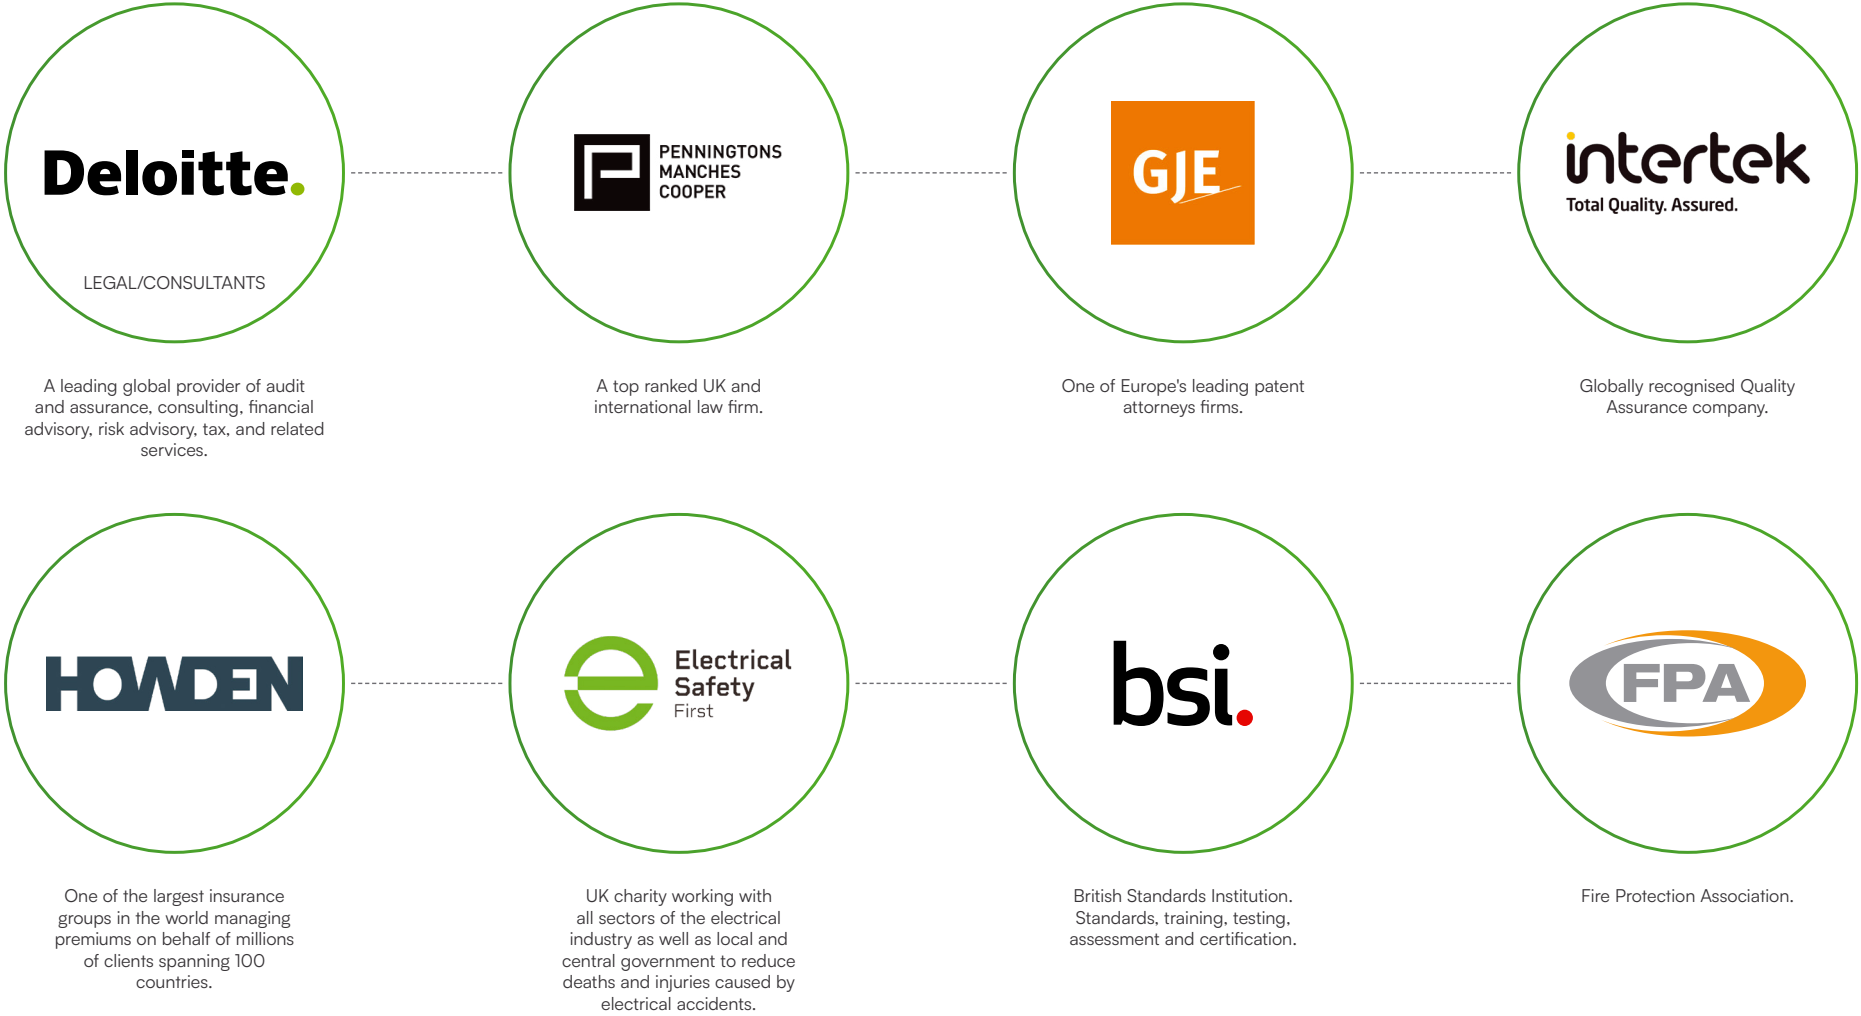 Deloitte.
LEGAL/CONSULTANTS
A leading global provider of audit
and assurance, consulting, financial
advisory, risk advisory, tax, and related
services.
PENNINGTONS
MANCHES
COOPER
A top ranked UK and
international law firm.
GJE
One of Europe's leading patent
attorneys firms.
intertek
Total Quality. Assured.
Globally recognised Quality
Assurance company.
HOWDEN
One of the largest insurance
groups in the world managing
premiums on behalf of millions
of clients spanning 100
countries.
Electrical
Safety
First
UK charity working with
all sectors of the electrical
industry as well as local and
central government to reduce
deaths and injuries caused by
electrical accidents.
bsi.
British Standards Institution.
Standards, training, testing,
assessment and certification.
FPA
Fire Protection Association.